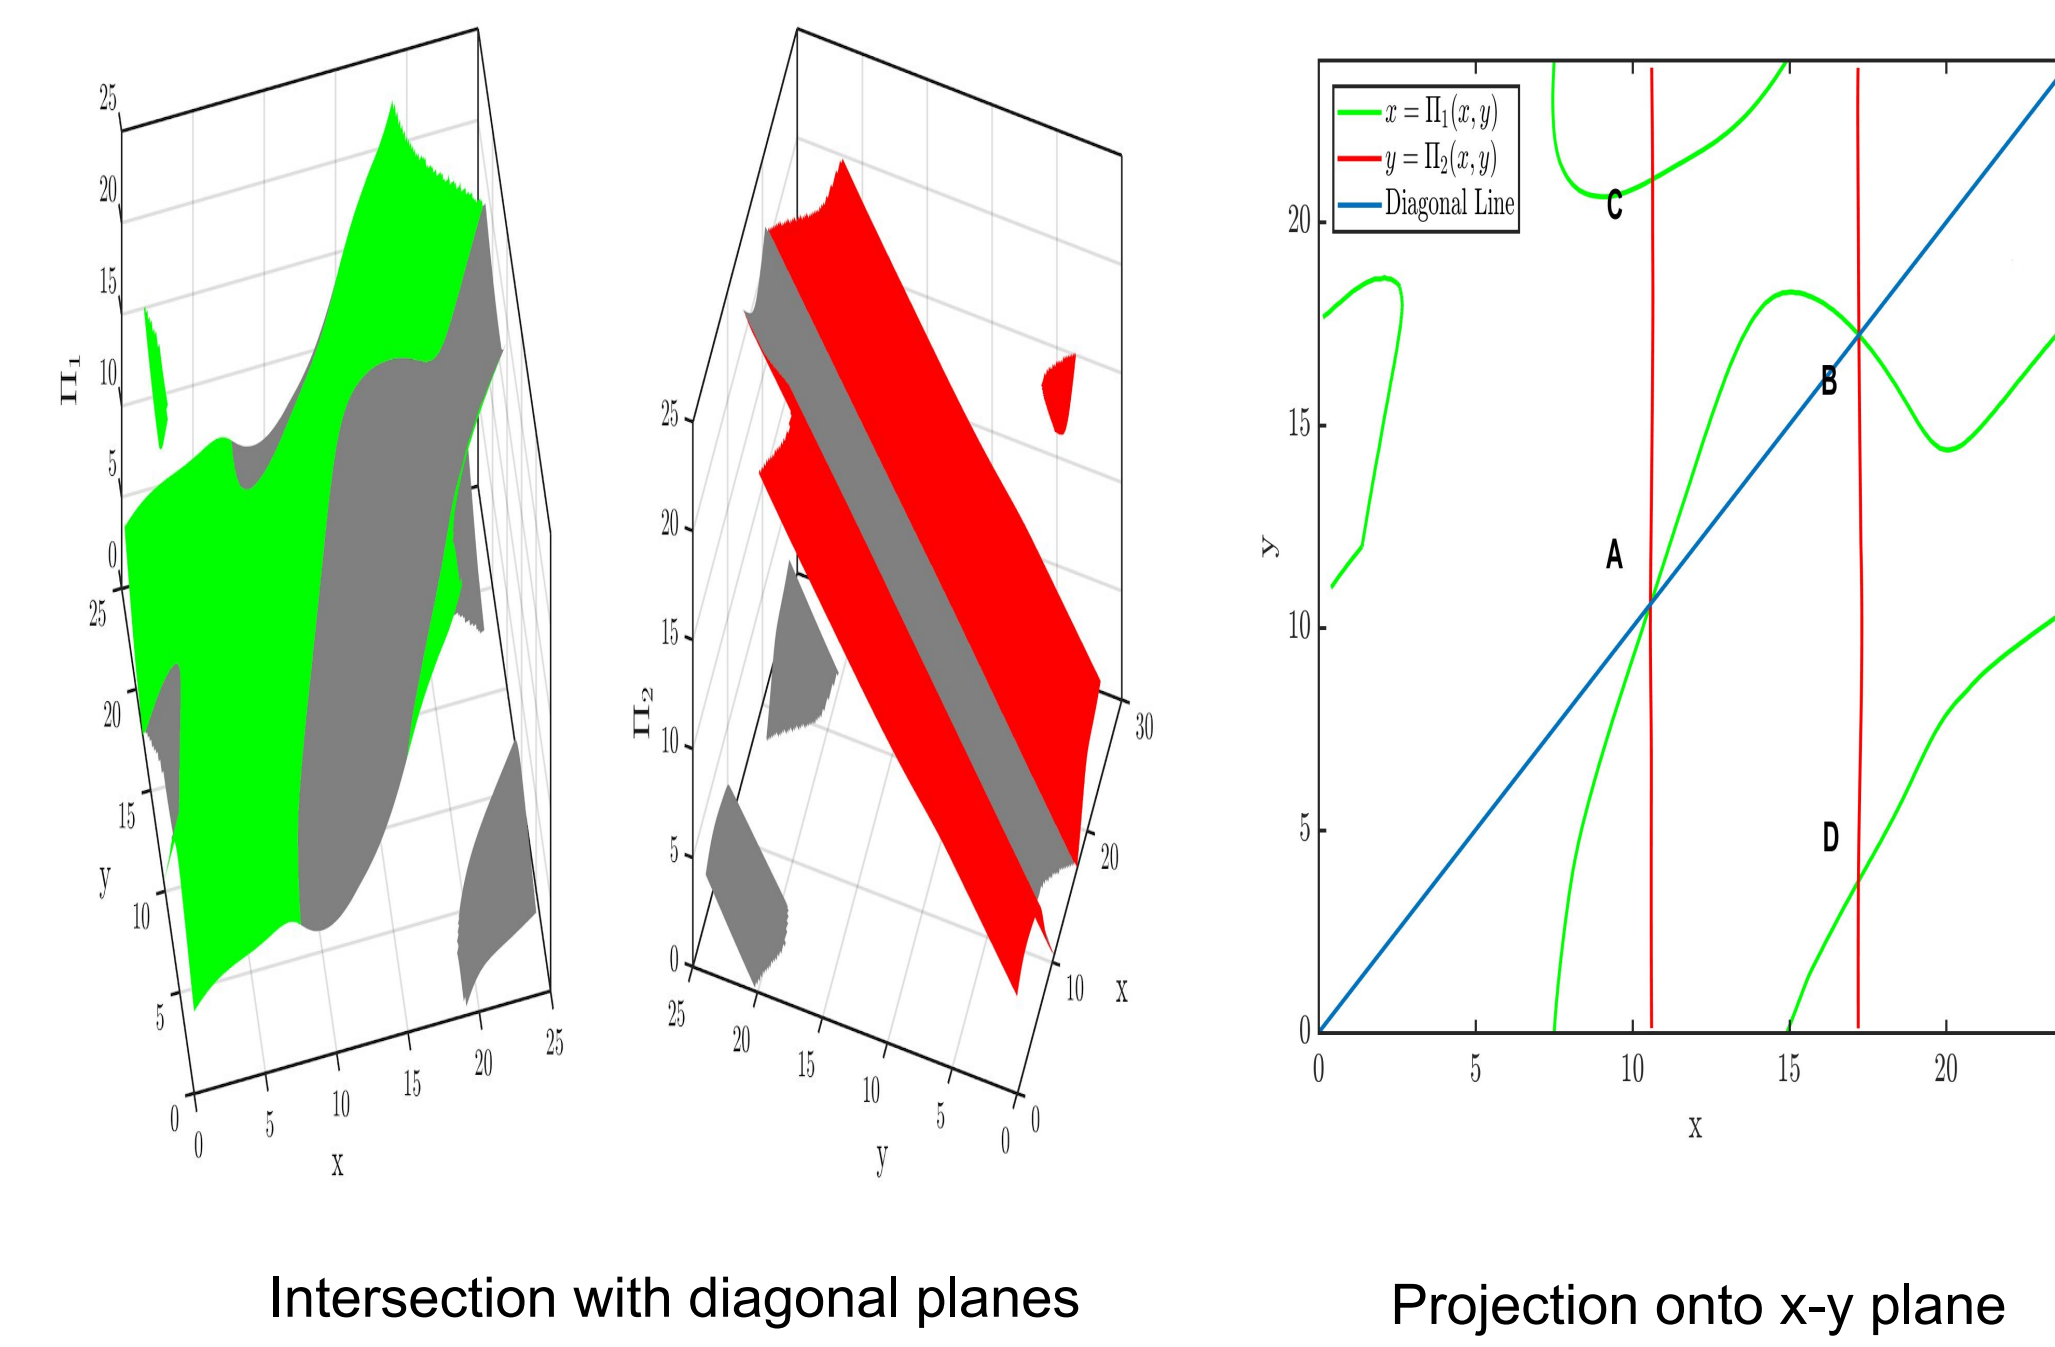 25
20
15
10
5
0
Π₁
25
20
15
10
5
0
y
0
5
10
15
20
25
x
25
20
15
10
5
0
Π₂
25
20
15
10
5
0
y
30
20
10
0
x
x = Π₁(x, y)
y = Π₂(x, y)
Diagonal Line
C
B
A
D
20
15
10
5
0
y
0
5
10
15
20
x
Intersection with diagonal planes
Projection onto x-y plane